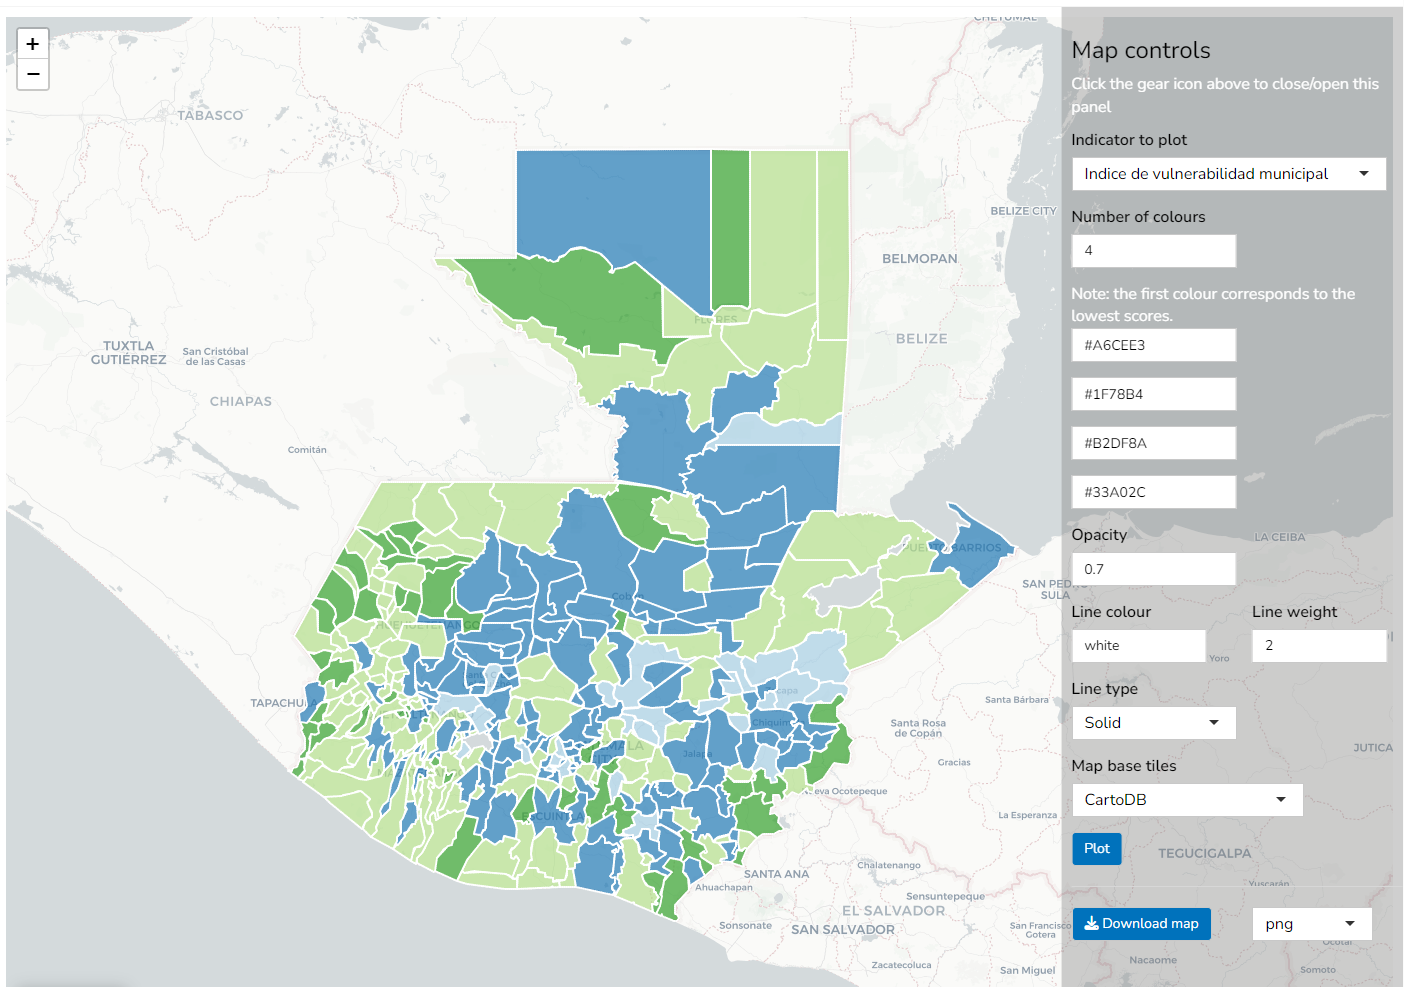 +
−
CHETUMAL
TABASCO
BELIZE CITY
BELMOPAN
FLORES
BELIZE
TUXTLA
GUTIÉRREZ
San Cristóbal
de las Casas
CHIAPAS
Comitán
PUERTO BARRIOS
LA CEIBA
SAN PEDRO
SULA
Cobán
HUEHUETENANGO
Yoro
TAPACHULA
Santa Bárbara
Santa Rosa
de Copán
Chiquimula
Jalapa
JUTICA
Gracias
Nueva Ocotepeque
La Esperanza
ESCUINTLA
TEGUCIGALPA
Chalatenango
SANTA ANA
Yuscarán
Ahuachapan
Sensuntepeque
EL SALVADOR
Sonsonate
SAN SALVADOR
San Francisco
Gotera
Zacatecoluca
San Miguel
Nacaome
Ocotal
Somoto
Map controls
Click the gear icon above to close/open this
panel
Indicator to plot
Indice de vulnerabilidad municipal
Number of colours
4
Note: the first colour corresponds to the
lowest scores.
#A6CEE3
#1F78B4
#B2DF8A
#33A02C
Opacity
0.7
Line colour
Line weight
white
2
Line type
Solid
Map base tiles
CartoDB
Plot
Download map
png